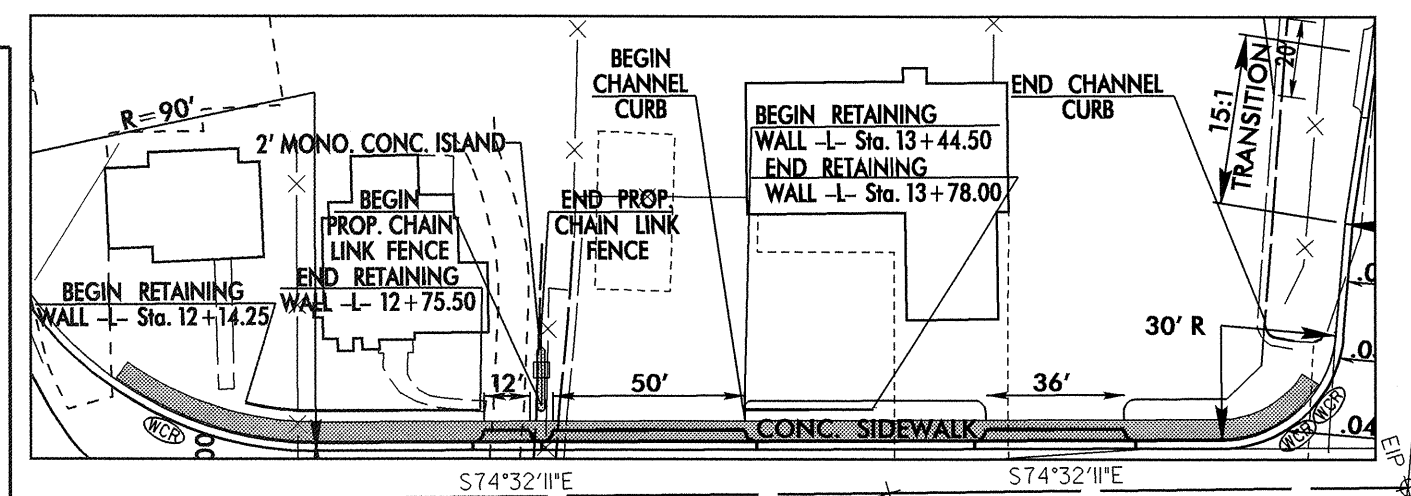 R=90'
2' MONO. CONC. ISLAND
BEGIN
CHANNEL
CURB
BEGIN RETAINING
WALL -L- Sta. 13+44.50
END RETAINING
WALL -L- Sta. 13+78.00
END CHANNEL
CURB
15:1
TRANSITION
20'
BEGIN
PROP. CHAIN
LINK FENCE
END PROP.
CHAIN LINK
FENCE
BEGIN RETAINING
WALL -L- Sta. 12+14.25
END RETAINING
WALL -L- 12+75.50
30' R
12'
50'
36'
CONC. SIDEWALK
WCR
WCR
WCR
.04
EIP
S74°32'11"E
S74°32'11"E